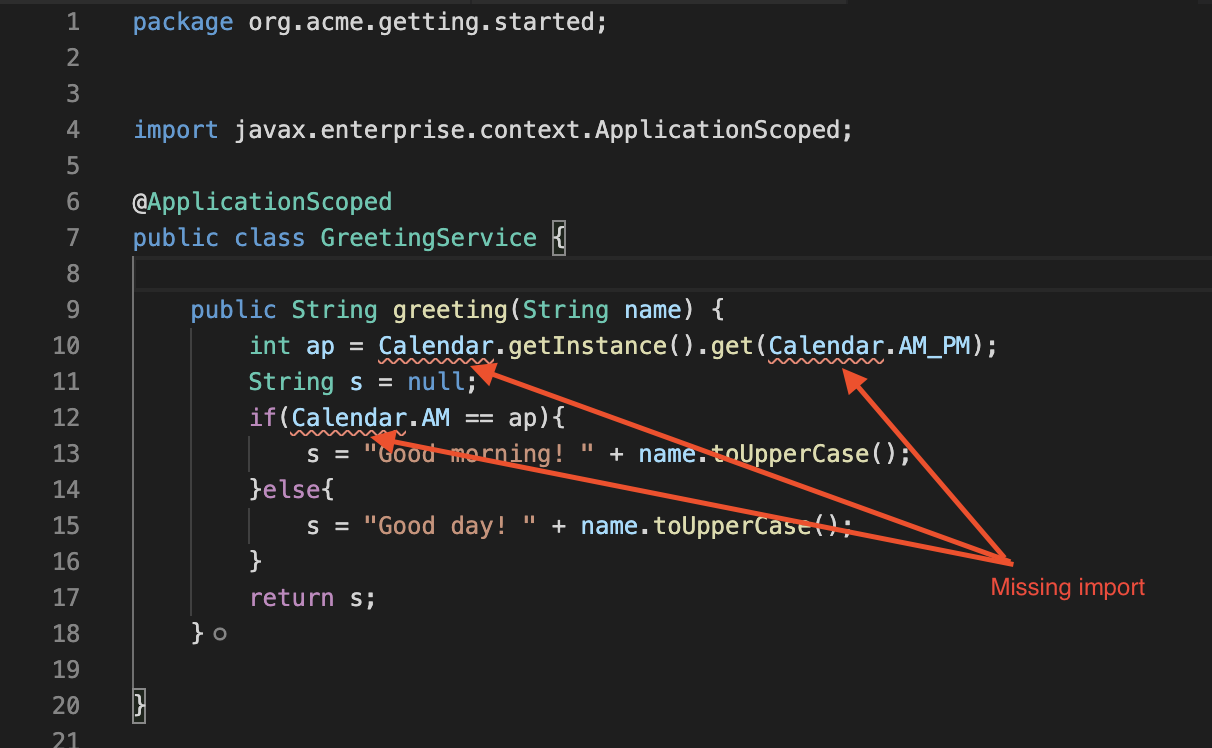 1 package org.acme.getting.started;
2
3
4 import javax.enterprise.context.ApplicationScoped;
5
6 @ApplicationScoped
7 public class GreetingService {
8
9     public String greeting(String name) {
10         int ap = Calendar.getInstance().get(Calendar.AM_PM);
11         String s = null;
12         if(Calendar.AM == ap){
13             s = "Good morning! " + name.toUpperCase();
14         }else{
15             s = "Good day! " + name.toUpperCase();
16         }
17         return s;
18     }
19
20 }
21
Missing import